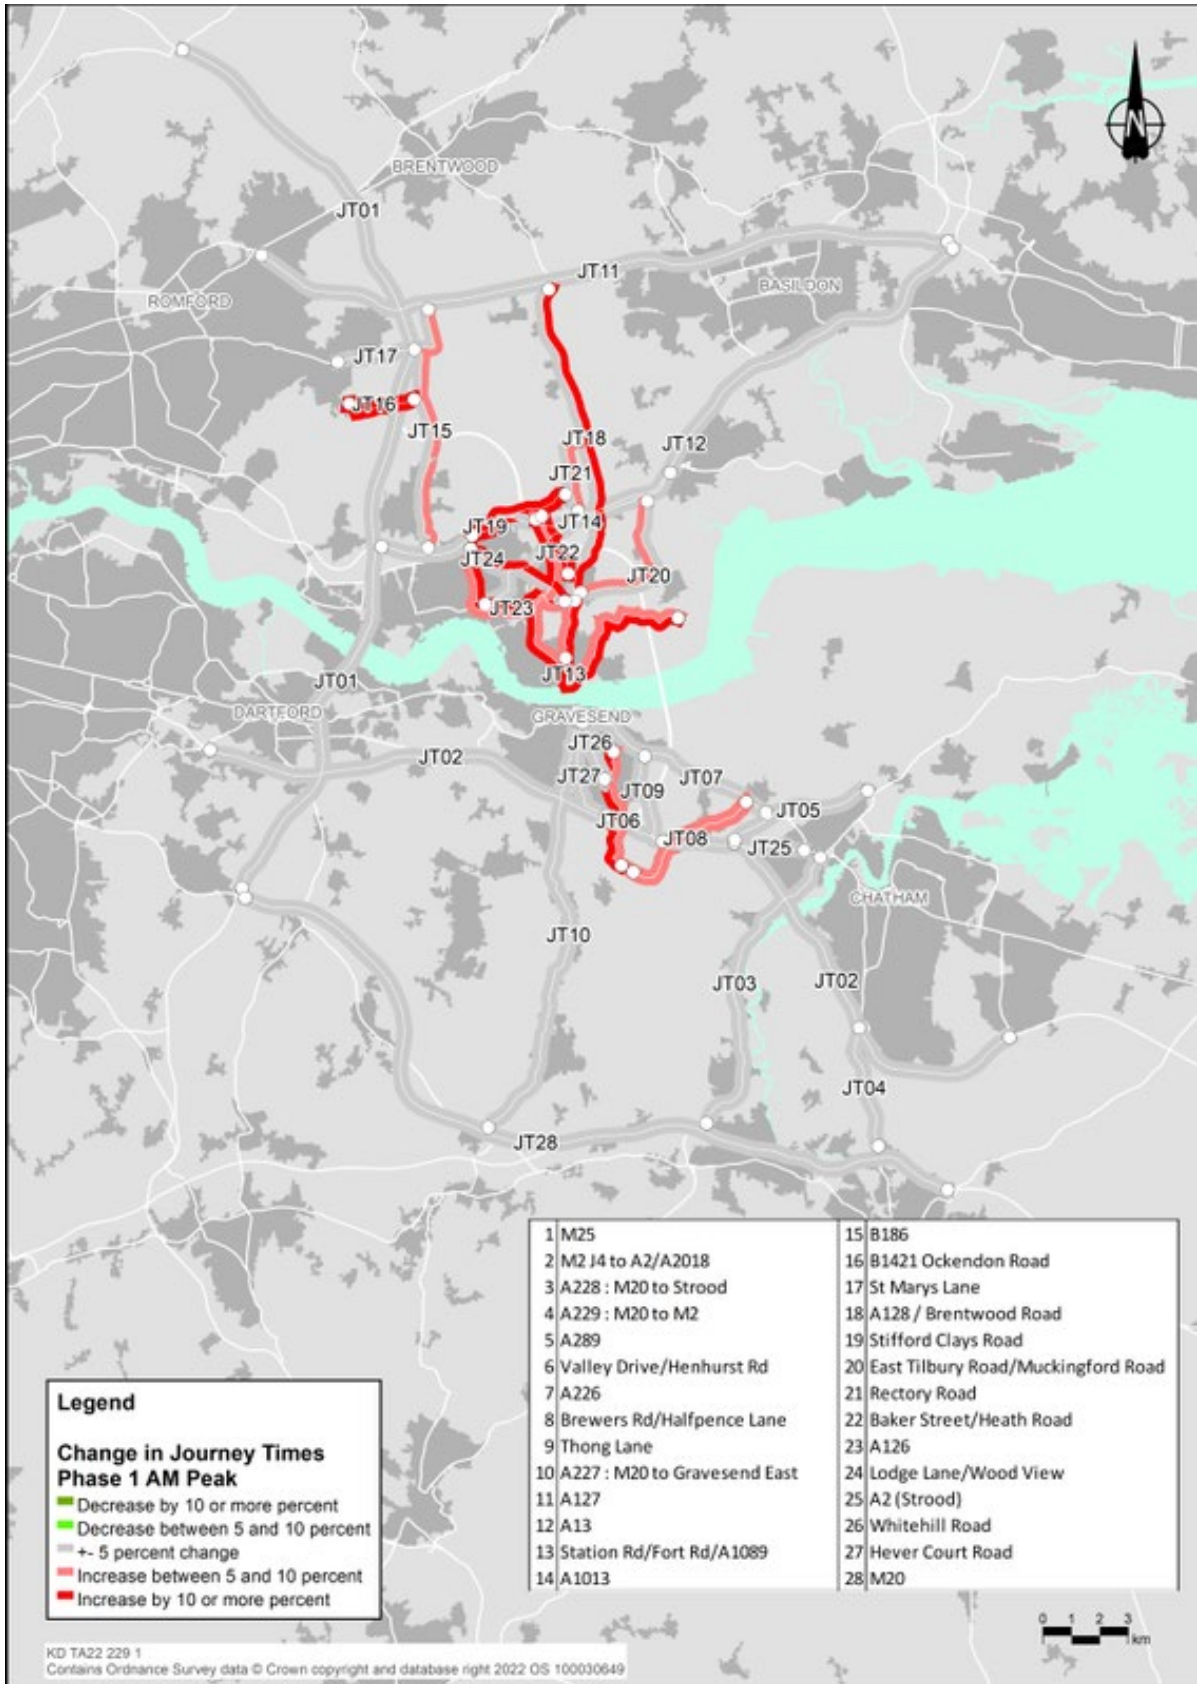 N
BRENTWOOD
JT01
JT11
ROMFORD
BASILDON
JT17
JT16
JT15
JT18
JT12
JT21
JT19
JT14
JT24
JT22
JT20
JT23
JT13
JT01
DARTFORD
GRAVESEND
JT26
JT02
JT27
JT09
JT07
JT06
JT05
JT08
JT25
CHATHAM
JT10
JT03
JT02
JT04
JT28
1 M25
2 M2 J4 to A2/A2018
3 A228 : M20 to Strood
4 A229 : M20 to M2
5 A289
6 Valley Drive/Henhurst Rd
7 A226
8 Brewers Rd/Halfpence Lane
9 Thong Lane
10 A227 : M20 to Gravesend East
11 A127
12 A13
13 Station Rd/Fort Rd/A1089
14 A1013
15 B186
16 B1421 Ockendon Road
17 St Marys Lane
18 A128 / Brentwood Road
19 Stifford Clays Road
20 East Tilbury Road/Muckingford Road
21 Rectory Road
22 Baker Street/Heath Road
23 A126
24 Lodge Lane/Wood View
25 A2 (Strood)
26 Whitehill Road
27 Hever Court Road
28 M20
Legend
Change in Journey Times
Phase 1 AM Peak
Decrease by 10 or more percent
Decrease between 5 and 10 percent
+- 5 percent change
Increase between 5 and 10 percent
Increase by 10 or more percent
0 1 2 3
km
KD TA22 229 1
Contains Ordnance Survey data © Crown copyright and database right 2022 OS 100030649